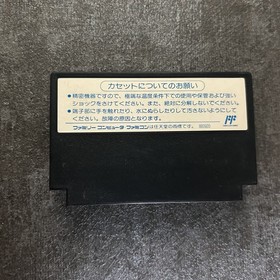 カセットについてのお願い
●精密機器ですので、極端な温度条件下での使用や保管および強い
ショックをさけてください。また、絶対に分解しないでください。
●端子部に手を触れたり、水にぬらしたりして汚さないようにして
ください。故障の原因となります。
ファミリーコンピュータ・ファミコンは任天堂の商標です。
FF